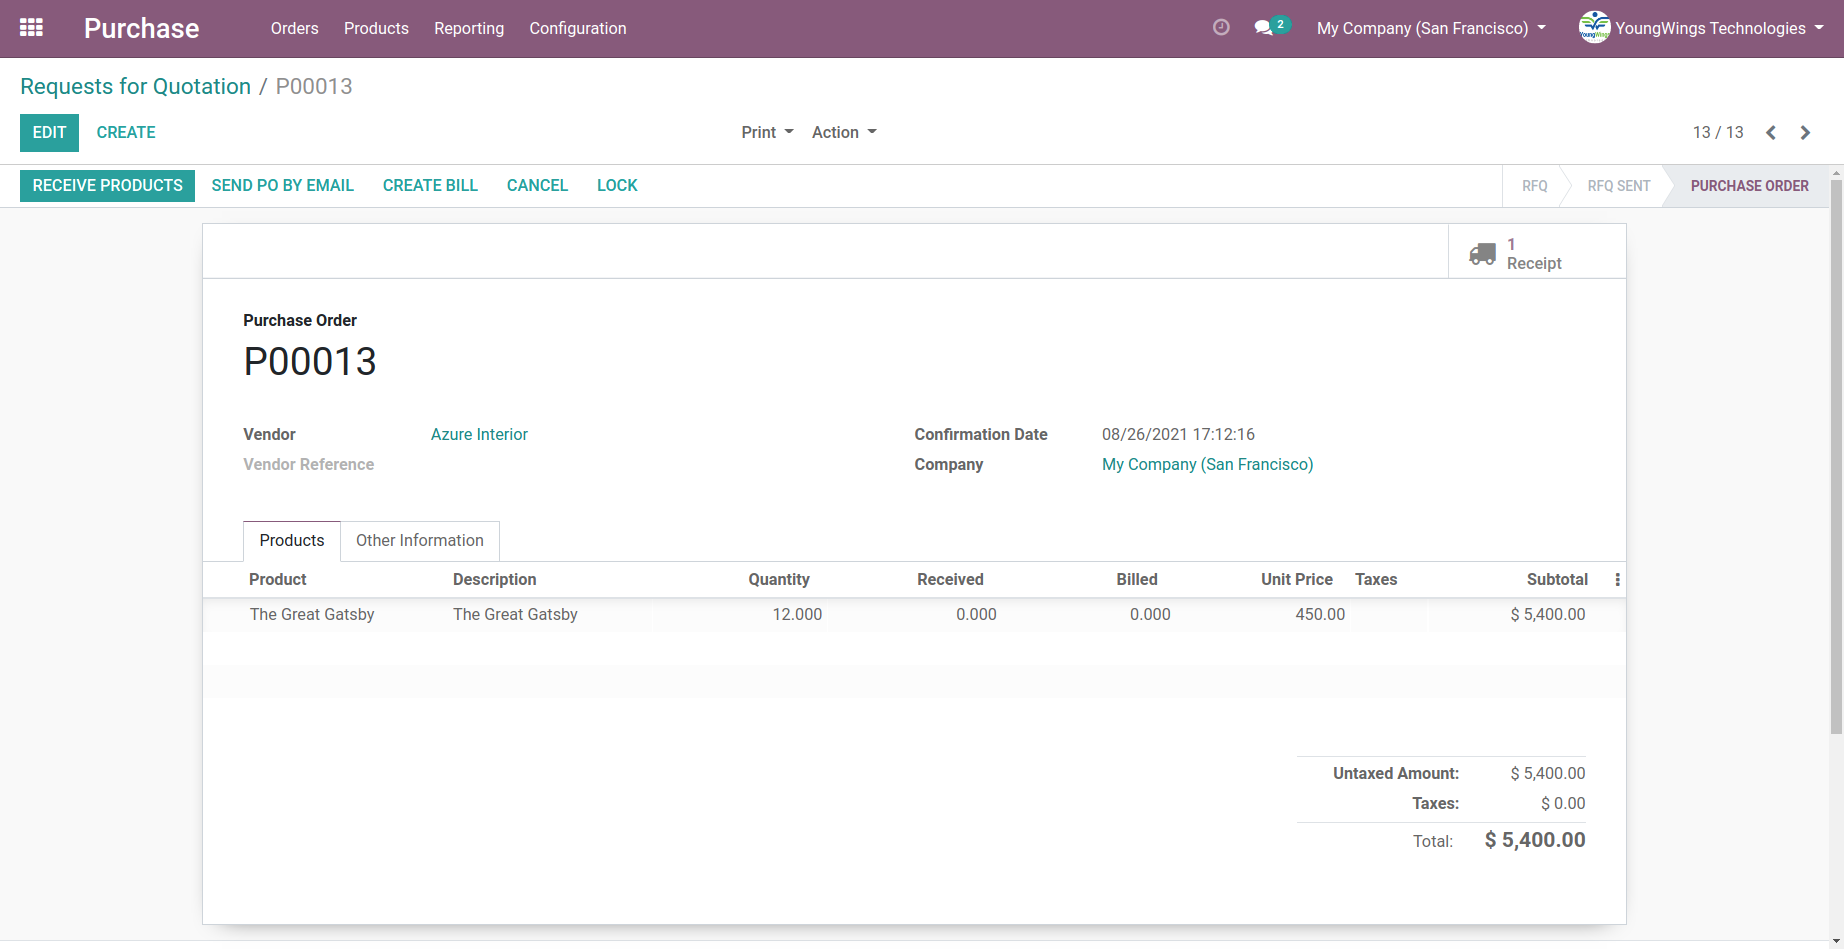 Purchase Orders Products Reporting Configuration 2 My Company (San Francisco) YoungWings YoungWings Technologies
Requests for Quotation / P00013
EDIT CREATE Print Action 13 / 13
RECEIVE PRODUCTS SEND PO BY EMAIL CREATE BILL CANCEL LOCK RFQ RFQ SENT PURCHASE ORDER
1
Receipt
Purchase Order
P00013
Vendor Azure Interior Confirmation Date 08/26/2021 17:12:16
Vendor Reference Company My Company (San Francisco)
Products Other Information
Product Description Quantity Received Billed Unit Price Taxes Subtotal
The Great Gatsby The Great Gatsby 12.000 0.000 0.000 450.00 $ 5,400.00
Untaxed Amount: $ 5,400.00
Taxes: $ 0.00
Total: $ 5,400.00